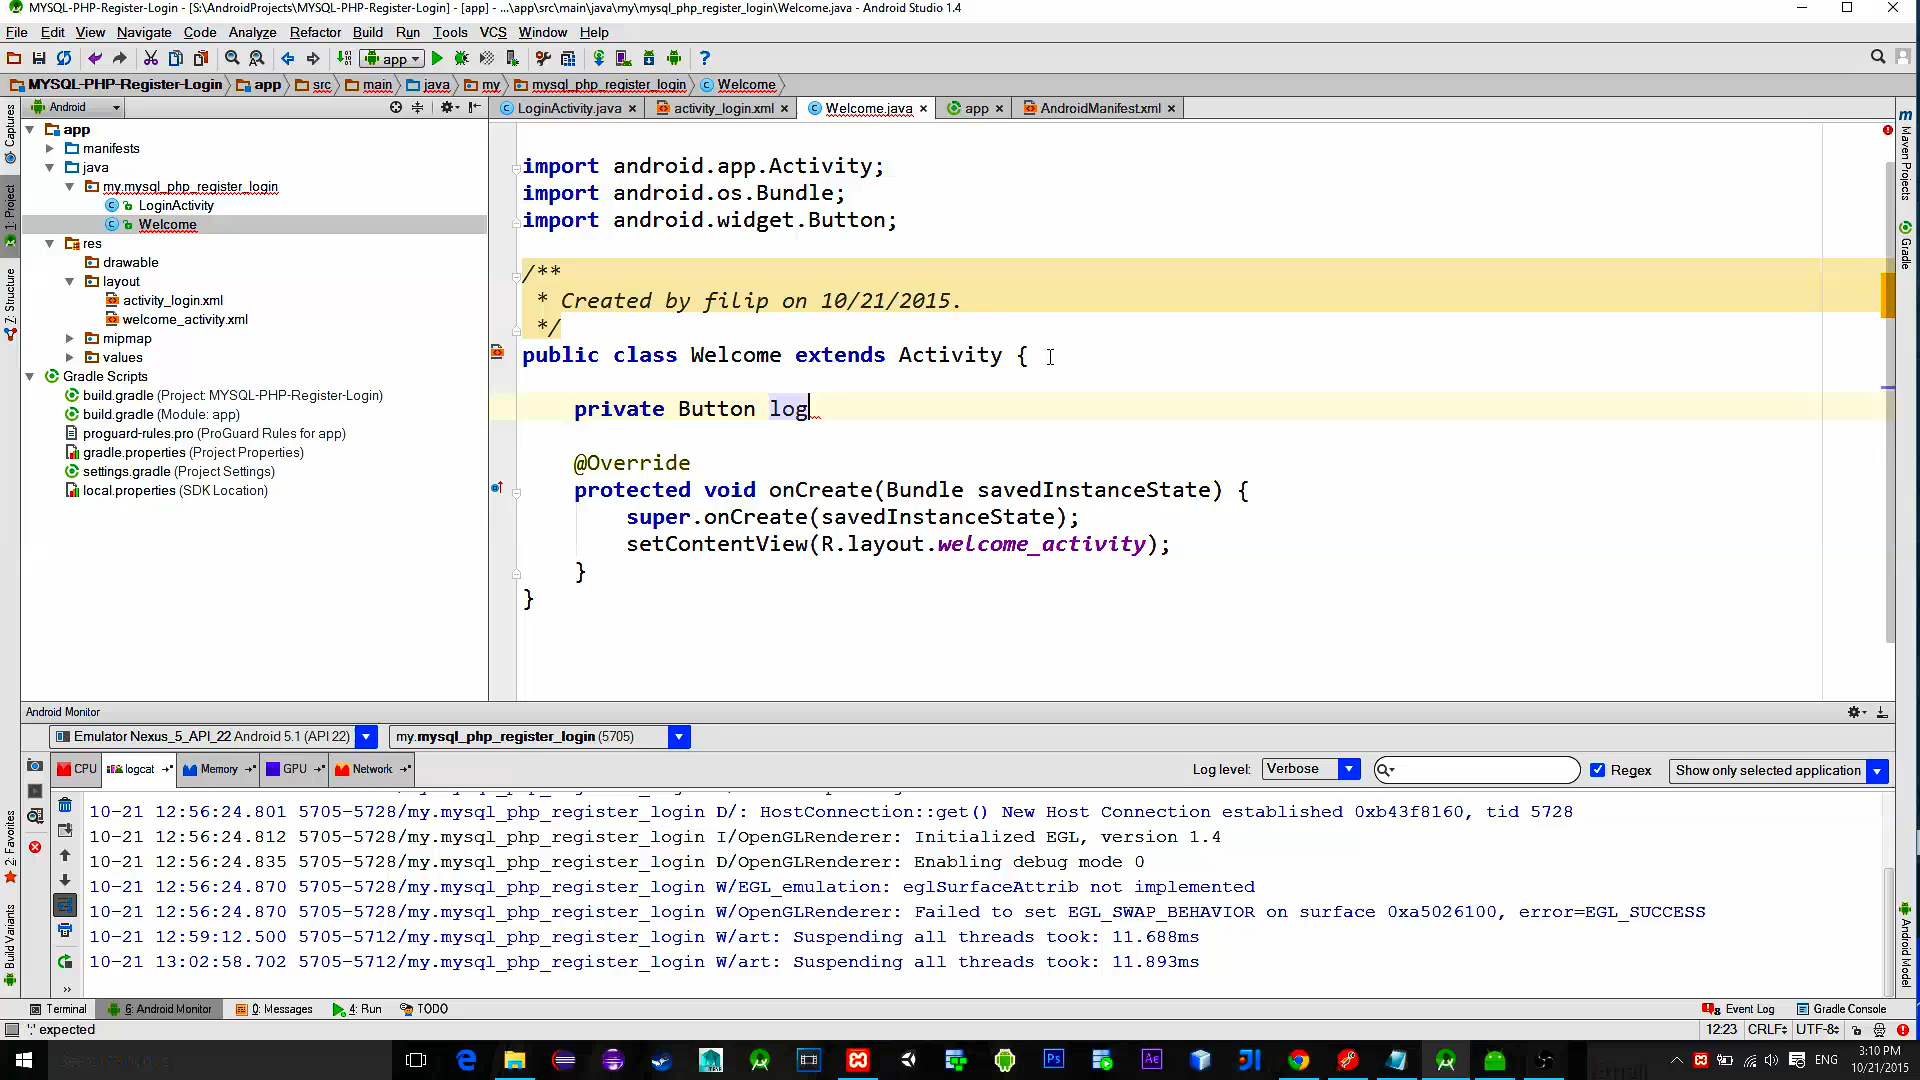 MYSQL-PHP-Register-Login - [S:\AndroidProjects\MYSQL-PHP-Register-Login] - [app] - ...\app\src\main\java\my\mysql_php_register_login\Welcome.java - Android Studio 1.4
File Edit View Navigate Code Analyze Refactor Build Run Tools VCS Window Help
app
MYSQL-PHP-Register-Login app src main java my mysql_php_register_login Welcome
Android
LoginActivity.java activity_login.xml Welcome.java app AndroidManifest.xml
Captures
1: Project
Z: Structure
2: Favorites
Build Variants
app
manifests
java
my.mysql_php_register_login
LoginActivity
Welcome
res
drawable
layout
activity_login.xml
welcome_activity.xml
mipmap
values
Gradle Scripts
build.gradle (Project: MYSQL-PHP-Register-Login)
build.gradle (Module: app)
proguard-rules.pro (ProGuard Rules for app)
gradle.properties (Project Properties)
settings.gradle (Project Settings)
local.properties (SDK Location)
import android.app.Activity;
import android.os.Bundle;
import android.widget.Button;
/**
* Created by filip on 10/21/2015.
*/
public class Welcome extends Activity {
private Button log
@Override
protected void onCreate(Bundle savedInstanceState) {
super.onCreate(savedInstanceState);
setContentView(R.layout.welcome_activity);
}
}
Maven Projects
Gradle
Android Model
Android Monitor
Emulator Nexus_5_API_22 Android 5.1 (API 22) my.mysql_php_register_login (5705)
CPU logcat Memory GPU Network Log level: Verbose Regex Show only selected application
10-21 12:56:24.801 5705-5728/my.mysql_php_register_login D/: HostConnection::get() New Host Connection established 0xb43f8160, tid 5728
10-21 12:56:24.812 5705-5728/my.mysql_php_register_login I/OpenGLRenderer: Initialized EGL, version 1.4
10-21 12:56:24.835 5705-5728/my.mysql_php_register_login D/OpenGLRenderer: Enabling debug mode 0
10-21 12:56:24.870 5705-5728/my.mysql_php_register_login W/EGL_emulation: eglSurfaceAttrib not implemented
10-21 12:56:24.870 5705-5728/my.mysql_php_register_login W/OpenGLRenderer: Failed to set EGL_SWAP_BEHAVIOR on surface 0xa5026100, error=EGL_SUCCESS
10-21 12:59:12.500 5705-5712/my.mysql_php_register_login W/art: Suspending all threads took: 11.688ms
10-21 13:02:58.702 5705-5712/my.mysql_php_register_login W/art: Suspending all threads took: 11.893ms
Terminal 6: Android Monitor 0: Messages 4: Run TODO Event Log Gradle Console
';' expected 12:23 CRLF UTF-8
Ps Ae ENG 3:10 PM
10/21/2015